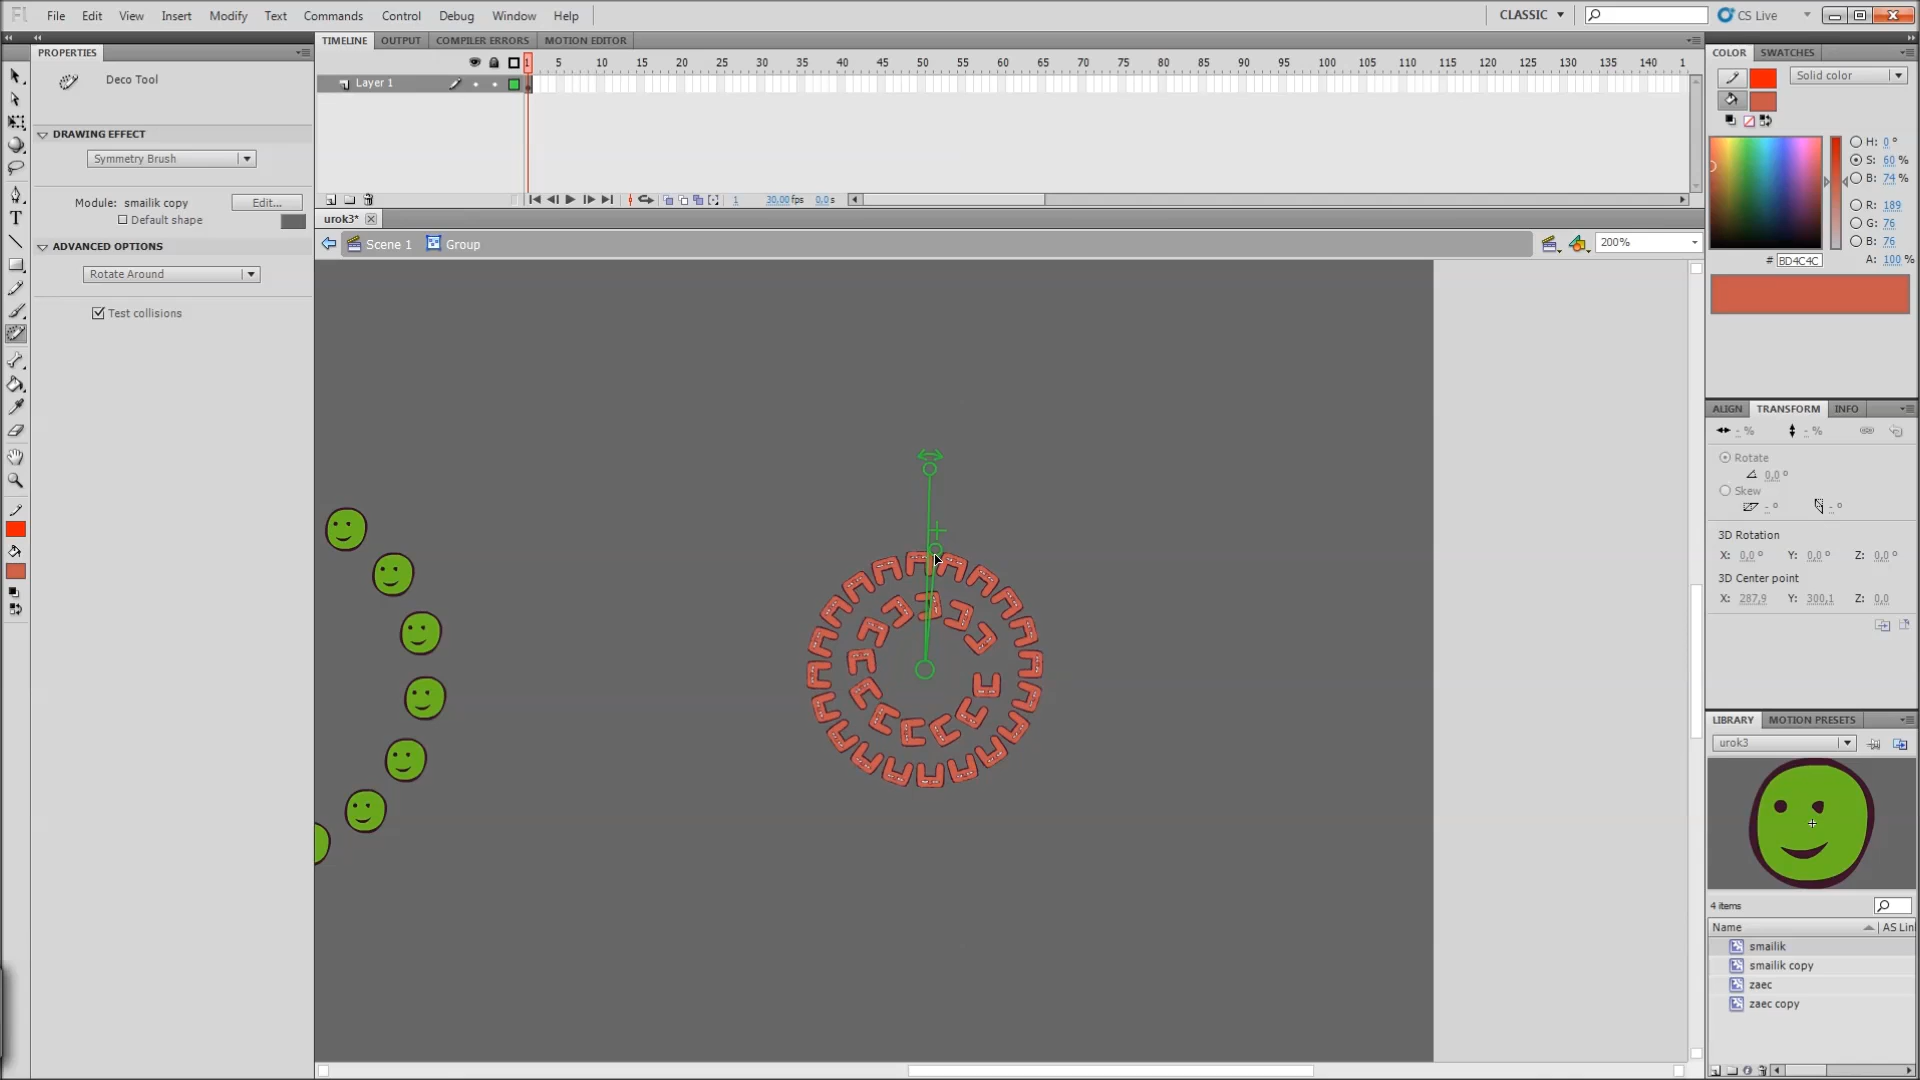 Fl File Edit View Insert Modify Text Commands Control Debug Window Help CLASSIC CS Live
PROPERTIES
Deco Tool
DRAWING EFFECT
Symmetry Brush
Module: smailik copy Edit...
Default shape
ADVANCED OPTIONS
Rotate Around
Test collisions
TIMELINE OUTPUT COMPILER ERRORS MOTION EDITOR
1 5 10 15 20 25 30 35 40 45 50 55 60 65 70 75 80 85 90 95 100 105 110 115 120 125 130 135 140 1
Layer 1
1 30.00 fps 0.0 s
urok3*
Scene 1 Group 200%
COLOR SWATCHES
Solid color
H: 0 °
S: 60 %
B: 74 %
R: 189
G: 76
B: 76
# BD4C4C A: 100 %
ALIGN TRANSFORM INFO
- % - %
Rotate
0,0 °
Skew
- ° - °
3D Rotation
X: 0,0 ° Y: 0,0 ° Z: 0,0 °
3D Center point
X: 287,9 Y: 300,1 Z: 0,0
LIBRARY MOTION PRESETS
urok3
4 items
Name AS Lin
smailik
smailik copy
zaec
zaec copy